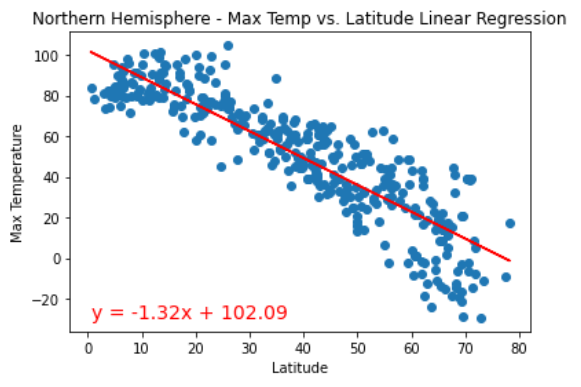 Northern Hemisphere - Max Temp vs. Latitude Linear Regression
100
80
60
40
20
0
−20
Max Temperature
y = -1.32x + 102.09
0 10 20 30 40 50 60 70 80
Latitude